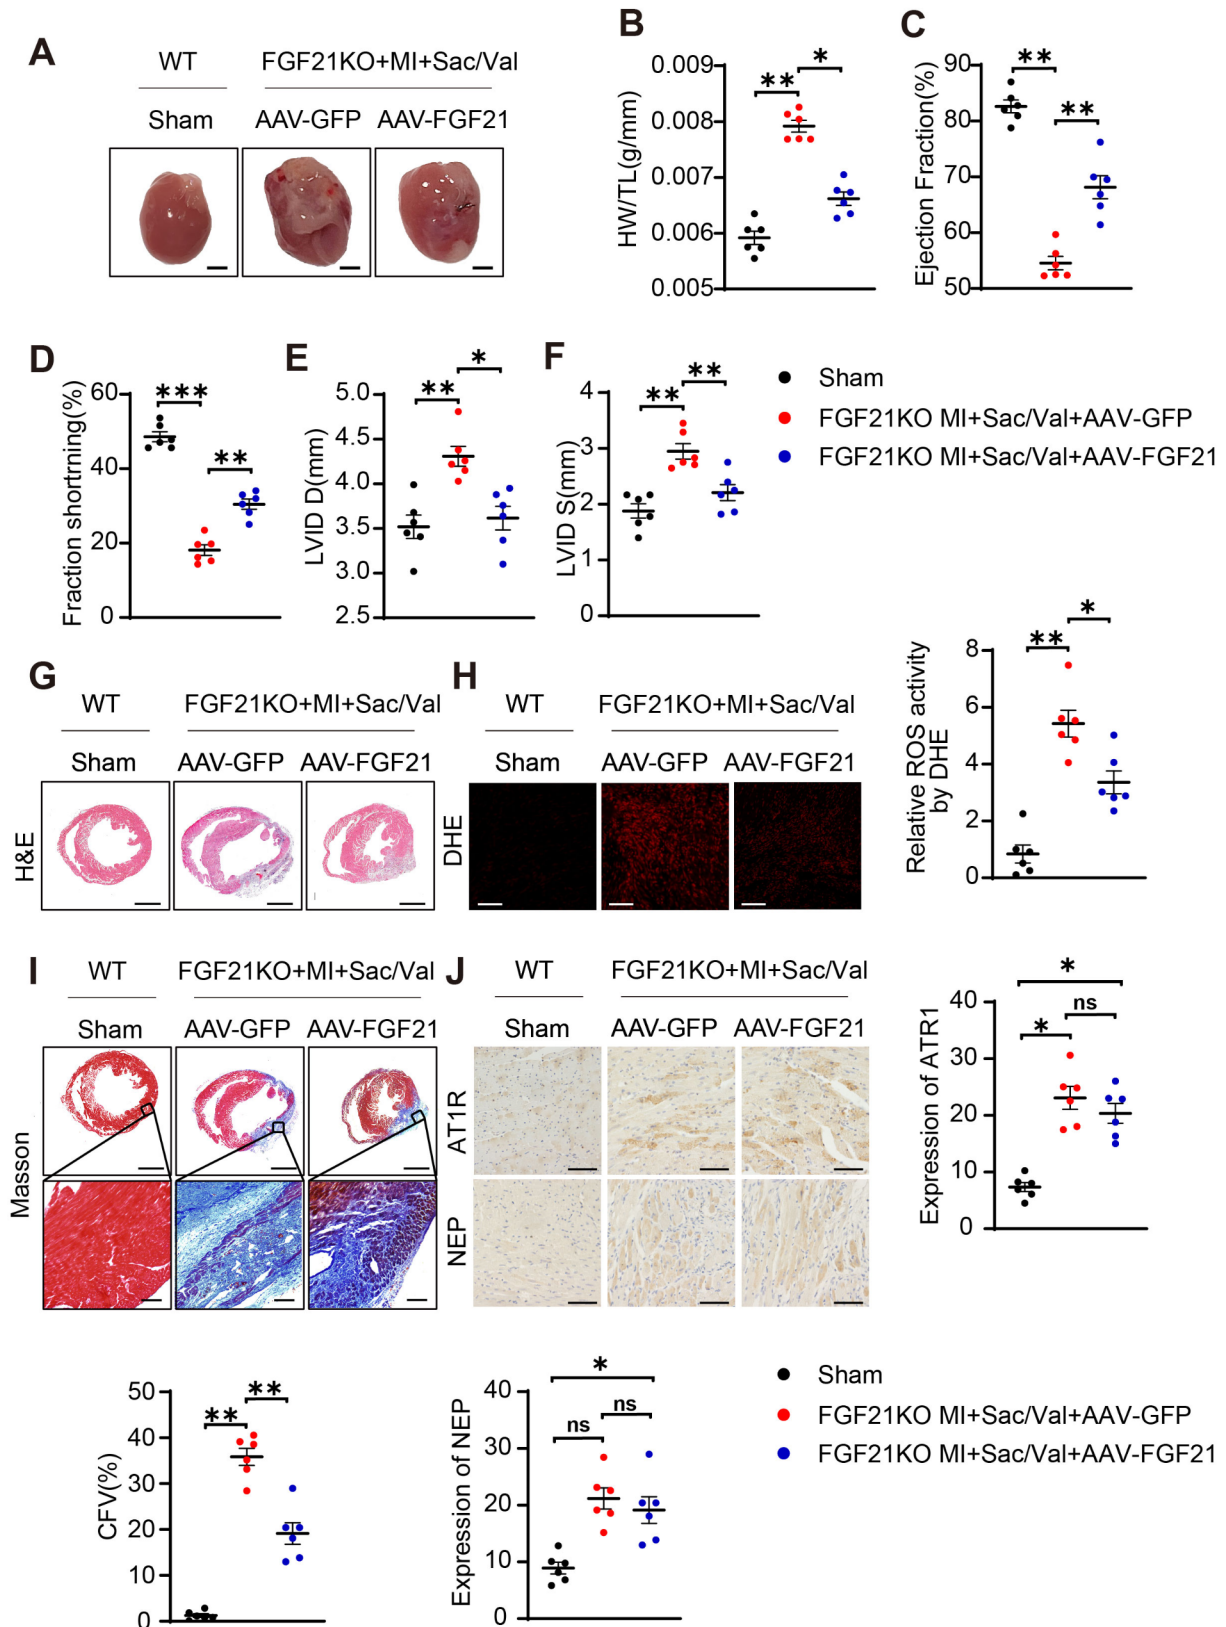 A
WT
FGF21KO+MI+Sac/Val
Sham
AAV-GFP
AAV-FGF21
B
HW/TL(g/mm)
0.009
0.008
0.007
0.006
0.005
**
*
C
Ejection Fraction(%)
90
80
70
60
50
**
**
D
Fraction shortrning(%)
60
40
20
0
***
**
E
LVID D(mm)
5.0
4.5
4.0
3.5
3.0
2.5
**
*
F
LVID S(mm)
4
3
2
1
0
**
**
Sham
FGF21KO MI+Sac/Val+AAV-GFP
FGF21KO MI+Sac/Val+AAV-FGF21
G
WT
FGF21KO+MI+Sac/Val
Sham
AAV-GFP
AAV-FGF21
H&E
H
WT
FGF21KO+MI+Sac/Val
Sham
AAV-GFP
AAV-FGF21
DHE
Relative ROS activity
by DHE
8
6
4
2
0
**
*
I
WT
FGF21KO+MI+Sac/Val
Sham
AAV-GFP
AAV-FGF21
Masson
J
WT
FGF21KO+MI+Sac/Val
Sham
AAV-GFP
AAV-FGF21
AT1R
NEP
Expression of ATR1
40
30
20
10
0
*
*
ns
CFV(%)
50
40
30
20
10
0
**
**
Expression of NEP
40
30
20
10
0
*
ns
ns
Sham
FGF21KO MI+Sac/Val+AAV-GFP
FGF21KO MI+Sac/Val+AAV-FGF21